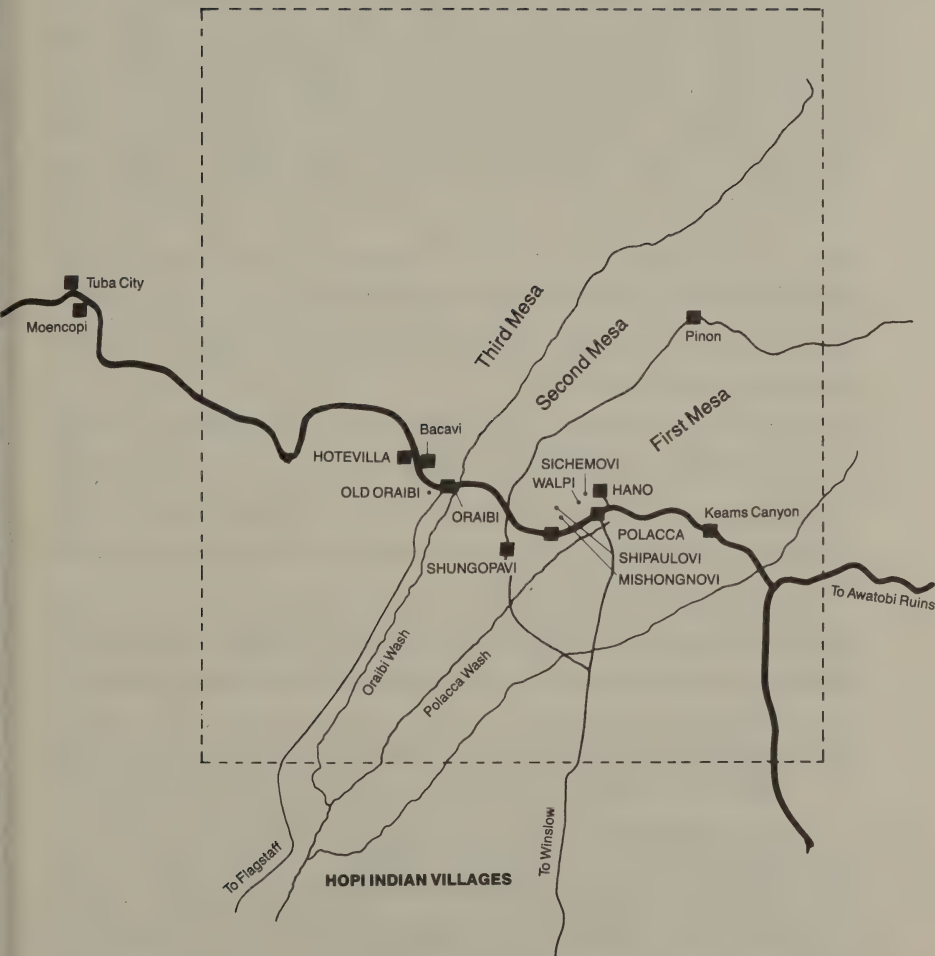 Tuba City
Moencopi
Third Mesa
Second Mesa
Pinon
First Mesa
Bacavi
HOTEVILLA
SICHEMOVI
WALPI
HANO
OLD ORAIBI
ORAIBI
Keams Canyon
POLACCA
SHIPAULOVI
SHUNGOPAVI
MISHONGNOVI
To Awatobi Ruins
Oraibi Wash
Polacca Wash
To Flagstaff
To Winslow
HOPI INDIAN VILLAGES